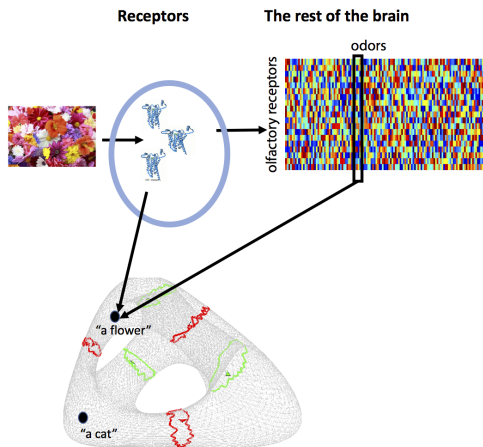 Receptors
The rest of the brain
odors
olfactory receptors
“a flower”
“a cat”